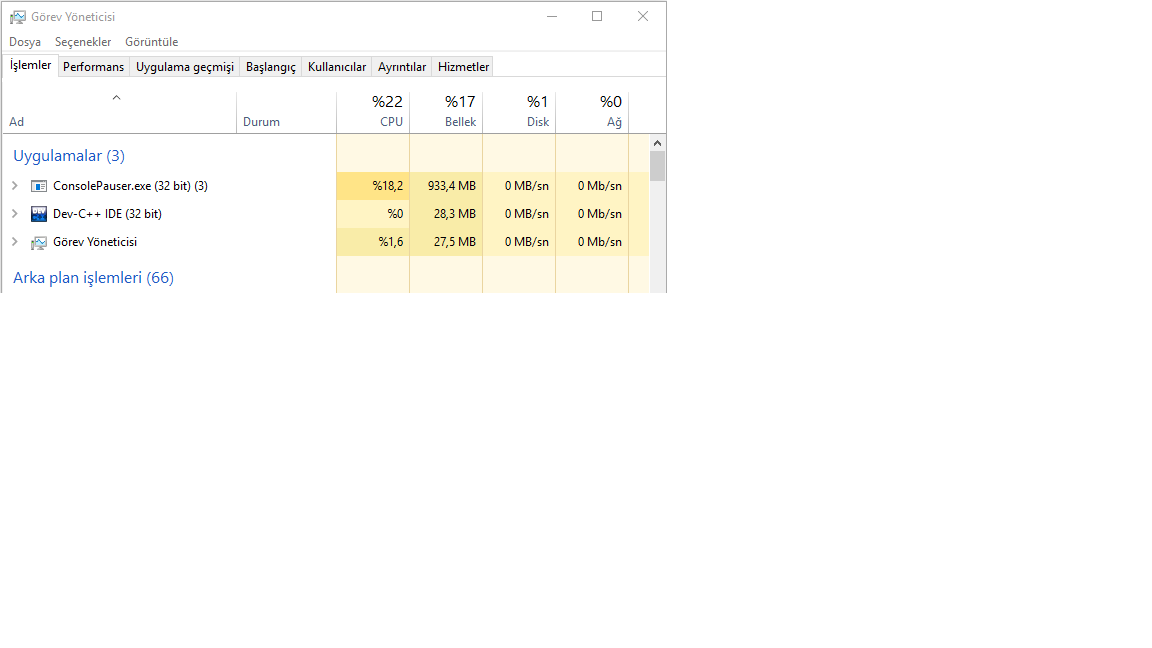 Görev Yöneticisi
Dosya Seçenekler Görüntüle
İşlemler Performans Uygulama geçmişi Başlangıç Kullanıcılar Ayrıntılar Hizmetler
%22 %17 %1 %0
Ad Durum CPU Bellek Disk Ağ
Uygulamalar (3)
ConsolePauser.exe (32 bit) (3) %18,2 933,4 MB 0 MB/sn 0 Mb/sn
Dev-C++ IDE (32 bit) %0 28,3 MB 0 MB/sn 0 Mb/sn
Görev Yöneticisi %1,6 27,5 MB 0 MB/sn 0 Mb/sn
Arka plan işlemleri (66)